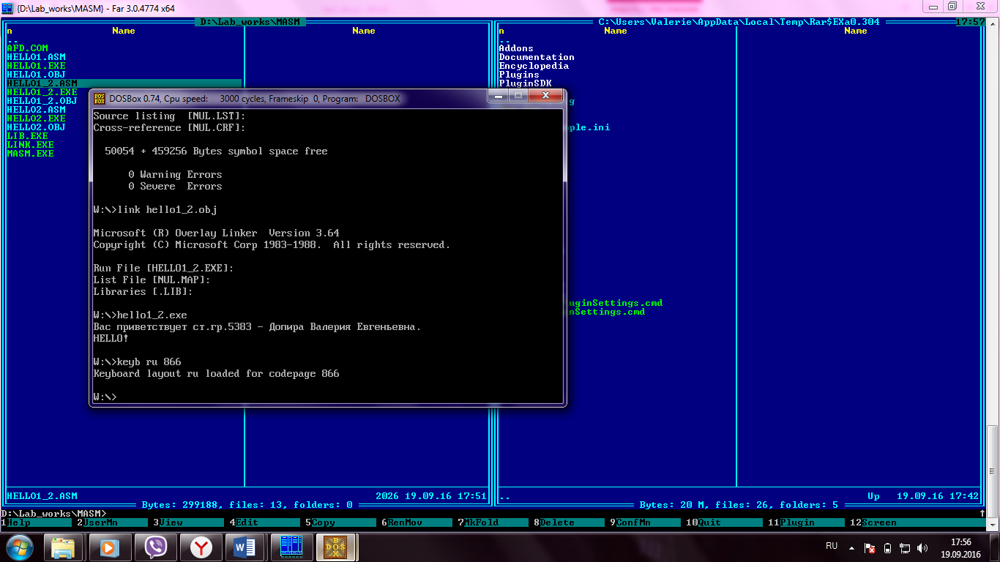 {D:\Lab_works\MASM} - Far 3.0.4774 x64
D:\Lab_works\MASM
n Name Name
..
AFD.COM
HELLO1.ASM
HELLO1.EXE
HELLO1.OBJ
HELLO1_2.ASM
HELLO1_2.EXE
HELLO1_2.OBJ
HELLO2.ASM
HELLO2.EXE
HELLO2.OBJ
LIB.EXE
LINK.EXE
MASM.EXE
C:\Users\Valerie\AppData\Local\Temp\Rar$EXa0.304 17:57
n Name Name
..
Addons
Documentation
Encyclopedia
Plugins
PluginSDK
g
ple.ini
uginSettings.cmd
nSettings.cmd
DOSBox 0.74, Cpu speed: 3000 cycles, Frameskip 0, Program: DOSBOX
Source listing [NUL.LST]:
Cross-reference [NUL.CRF]:
50054 + 459256 Bytes symbol space free
0 Warning Errors
0 Severe Errors
W:\>link hello1_2.obj
Microsoft (R) Overlay Linker Version 3.64
Copyright (C) Microsoft Corp 1983-1988. All rights reserved.
Run File [HELLO1_2.EXE]:
List File [NUL.MAP]:
Libraries [.LIB]:
W:\>hello1_2.exe
Вас приветствует ст.гр.5383 - Допира Валерия Евгеньевна.
HELLO!
W:\>keyb ru 866
Keyboard layout ru loaded for codepage 866
W:\>
HELLO1_2.ASM 2026 19.09.16 17:51
Bytes: 299188, files: 13, folders: 0
.. Up 19.09.16 17:42
Bytes: 20 M, files: 26, folders: 5
D:\Lab_works\MASM>
1Help 2UserMn 3View 4Edit 5Copy 6RenMov 7MkFold 8Delete 9ConfMn 10Quit 11Plugin 12Screen
RU
17:56
19.09.2016